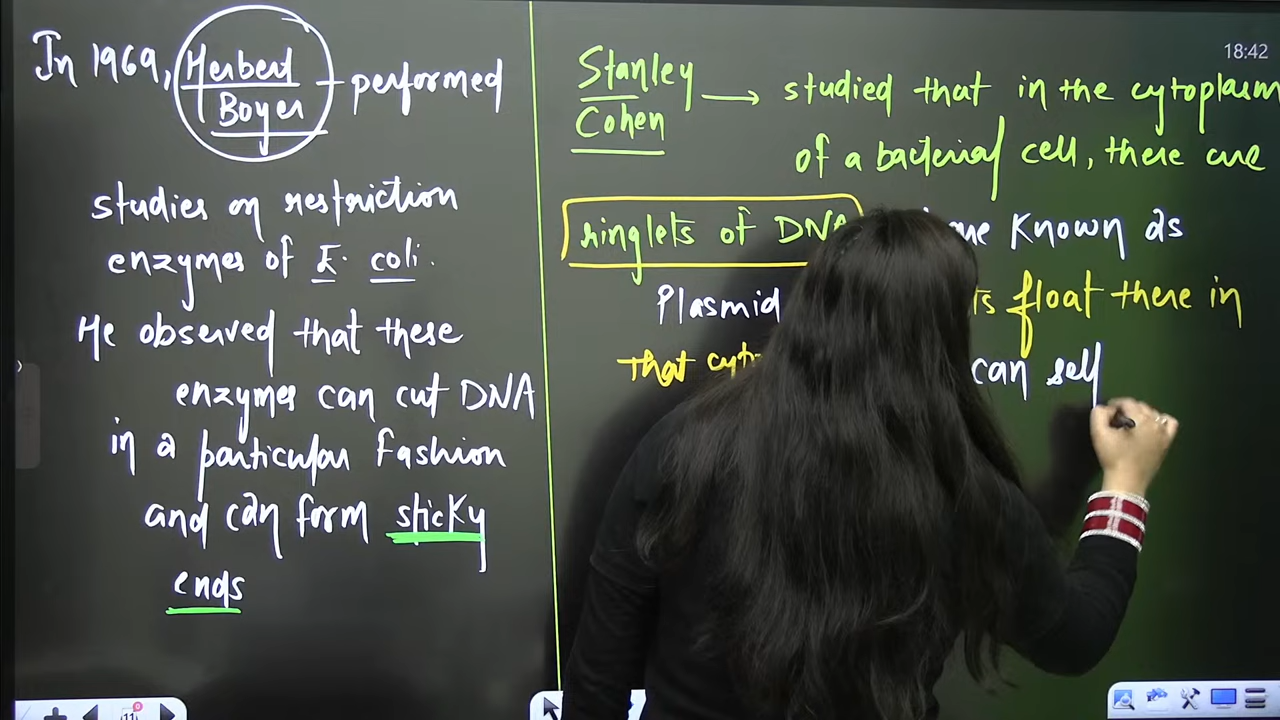 In 1969, Herbert Boyer performed
studies on restriction
enzymes of E. coli.
He observed that these
enzymes can cut DNA
in a particular fashion
and can form sticky
ends
18:42
Stanley Cohen → studied that in the cytoplasm
of a bacterial cell, there are
ringlets of DNA known as
Plasmid float there in
that can self
11